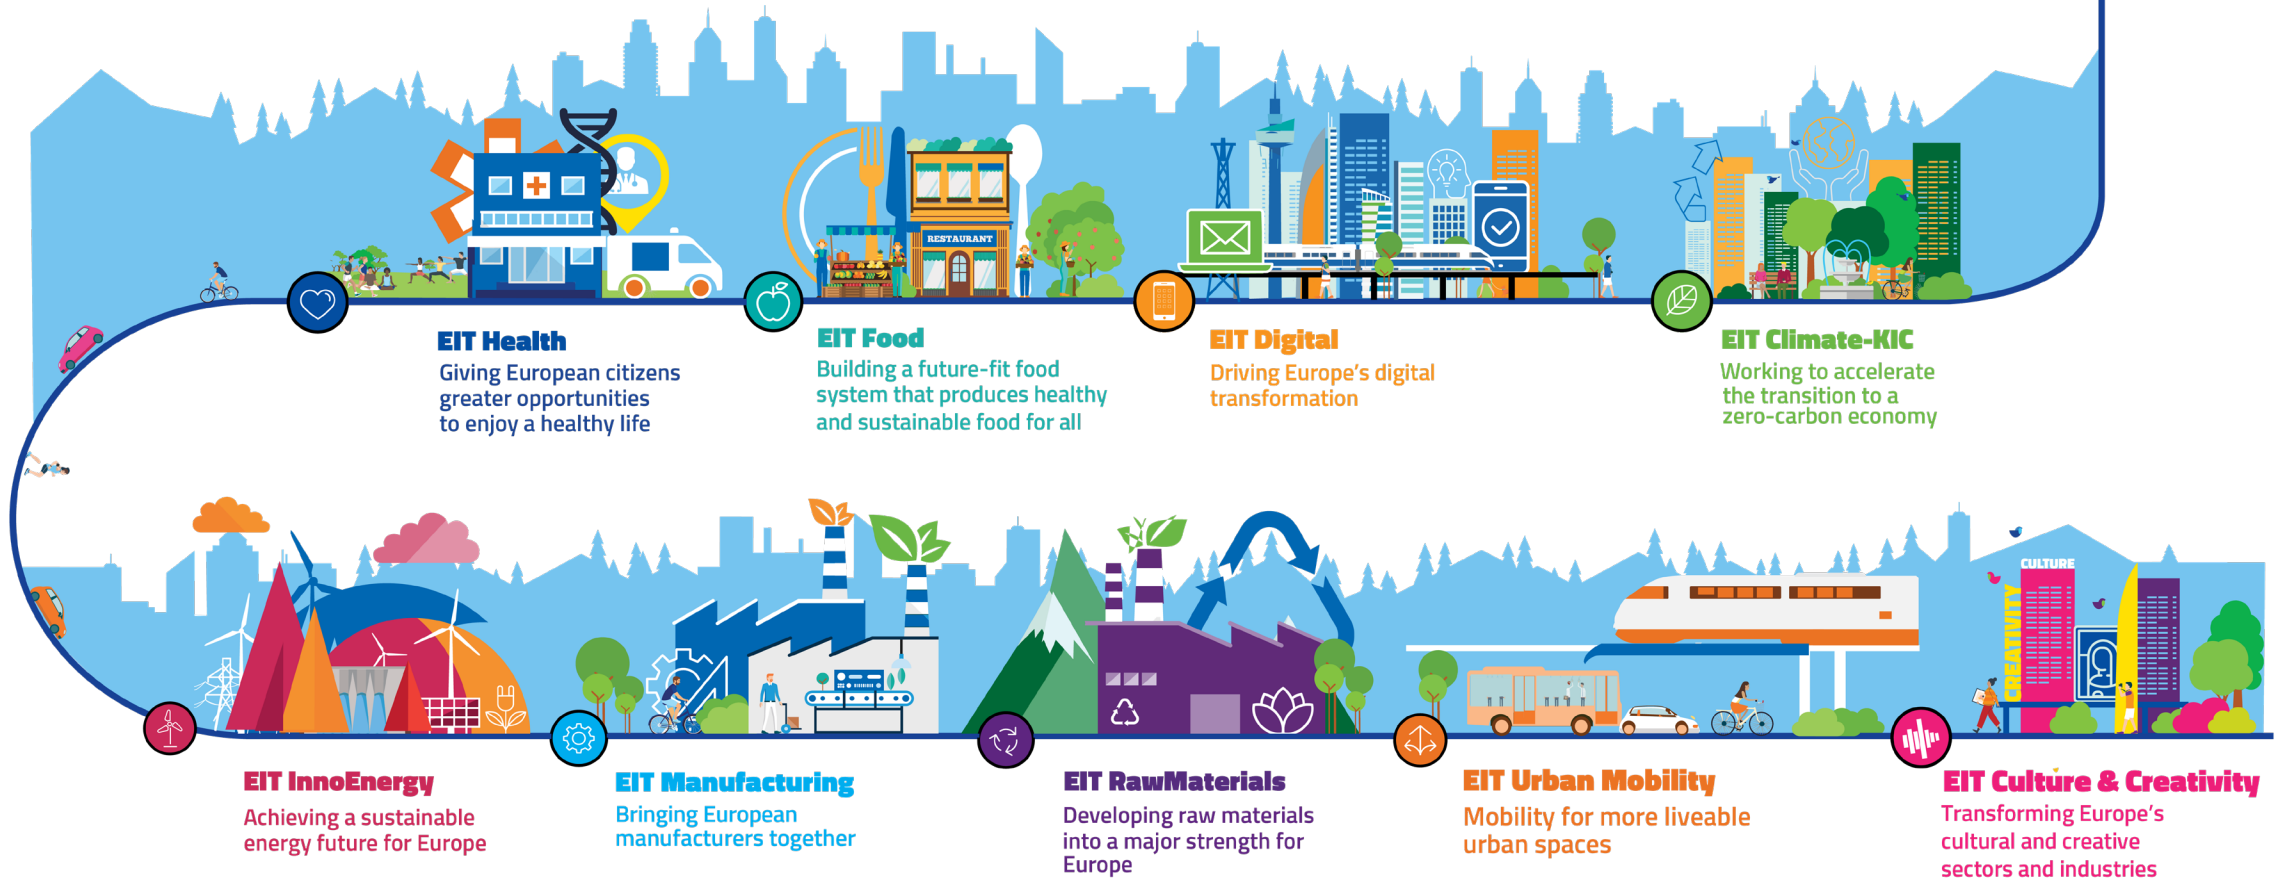 RESTAURANT
EIT Health
Giving European citizens
greater opportunities
to enjoy a healthy life
EIT Food
Building a future-fit food
system that produces healthy
and sustainable food for all
EIT Digital
Driving Europe's digital
transformation
EIT Climate-KIC
Working to accelerate
the transition to a
zero-carbon economy
CULTURE
CREATIVITY
EIT InnoEnergy
Achieving a sustainable
energy future for Europe
EIT Manufacturing
Bringing European
manufacturers together
EIT RawMaterials
Developing raw materials
into a major strength for
Europe
EIT Urban Mobility
Mobility for more liveable
urban spaces
EIT Culture & Creativity
Transforming Europe's
cultural and creative
sectors and industries